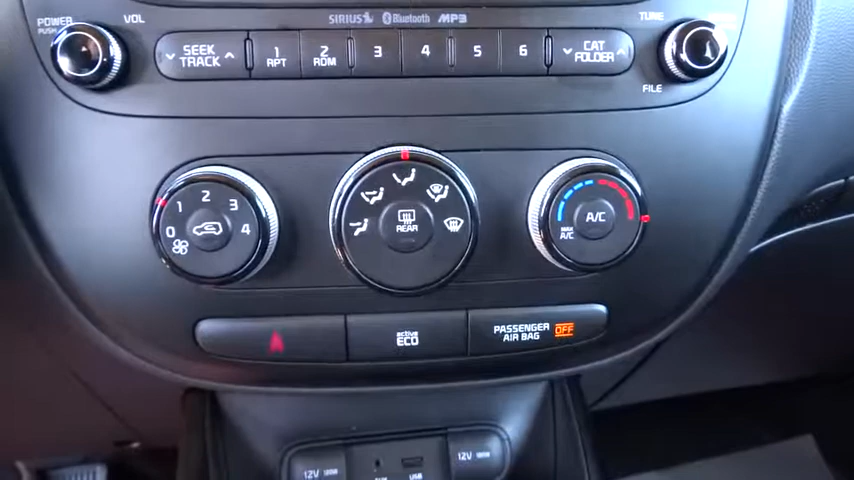 POWER
PUSH
VOL
SIRIUS Bluetooth MP3
TUNE
FILE
SEEK
TRACK
1
RPT
2
RDM
3
4
5
6
CAT
FOLDER
0
1
2
3
4
REAR
MAX
A/C
A/C
active
ECO
PASSENGER
AIR BAG
OFF
12V
USB
12V